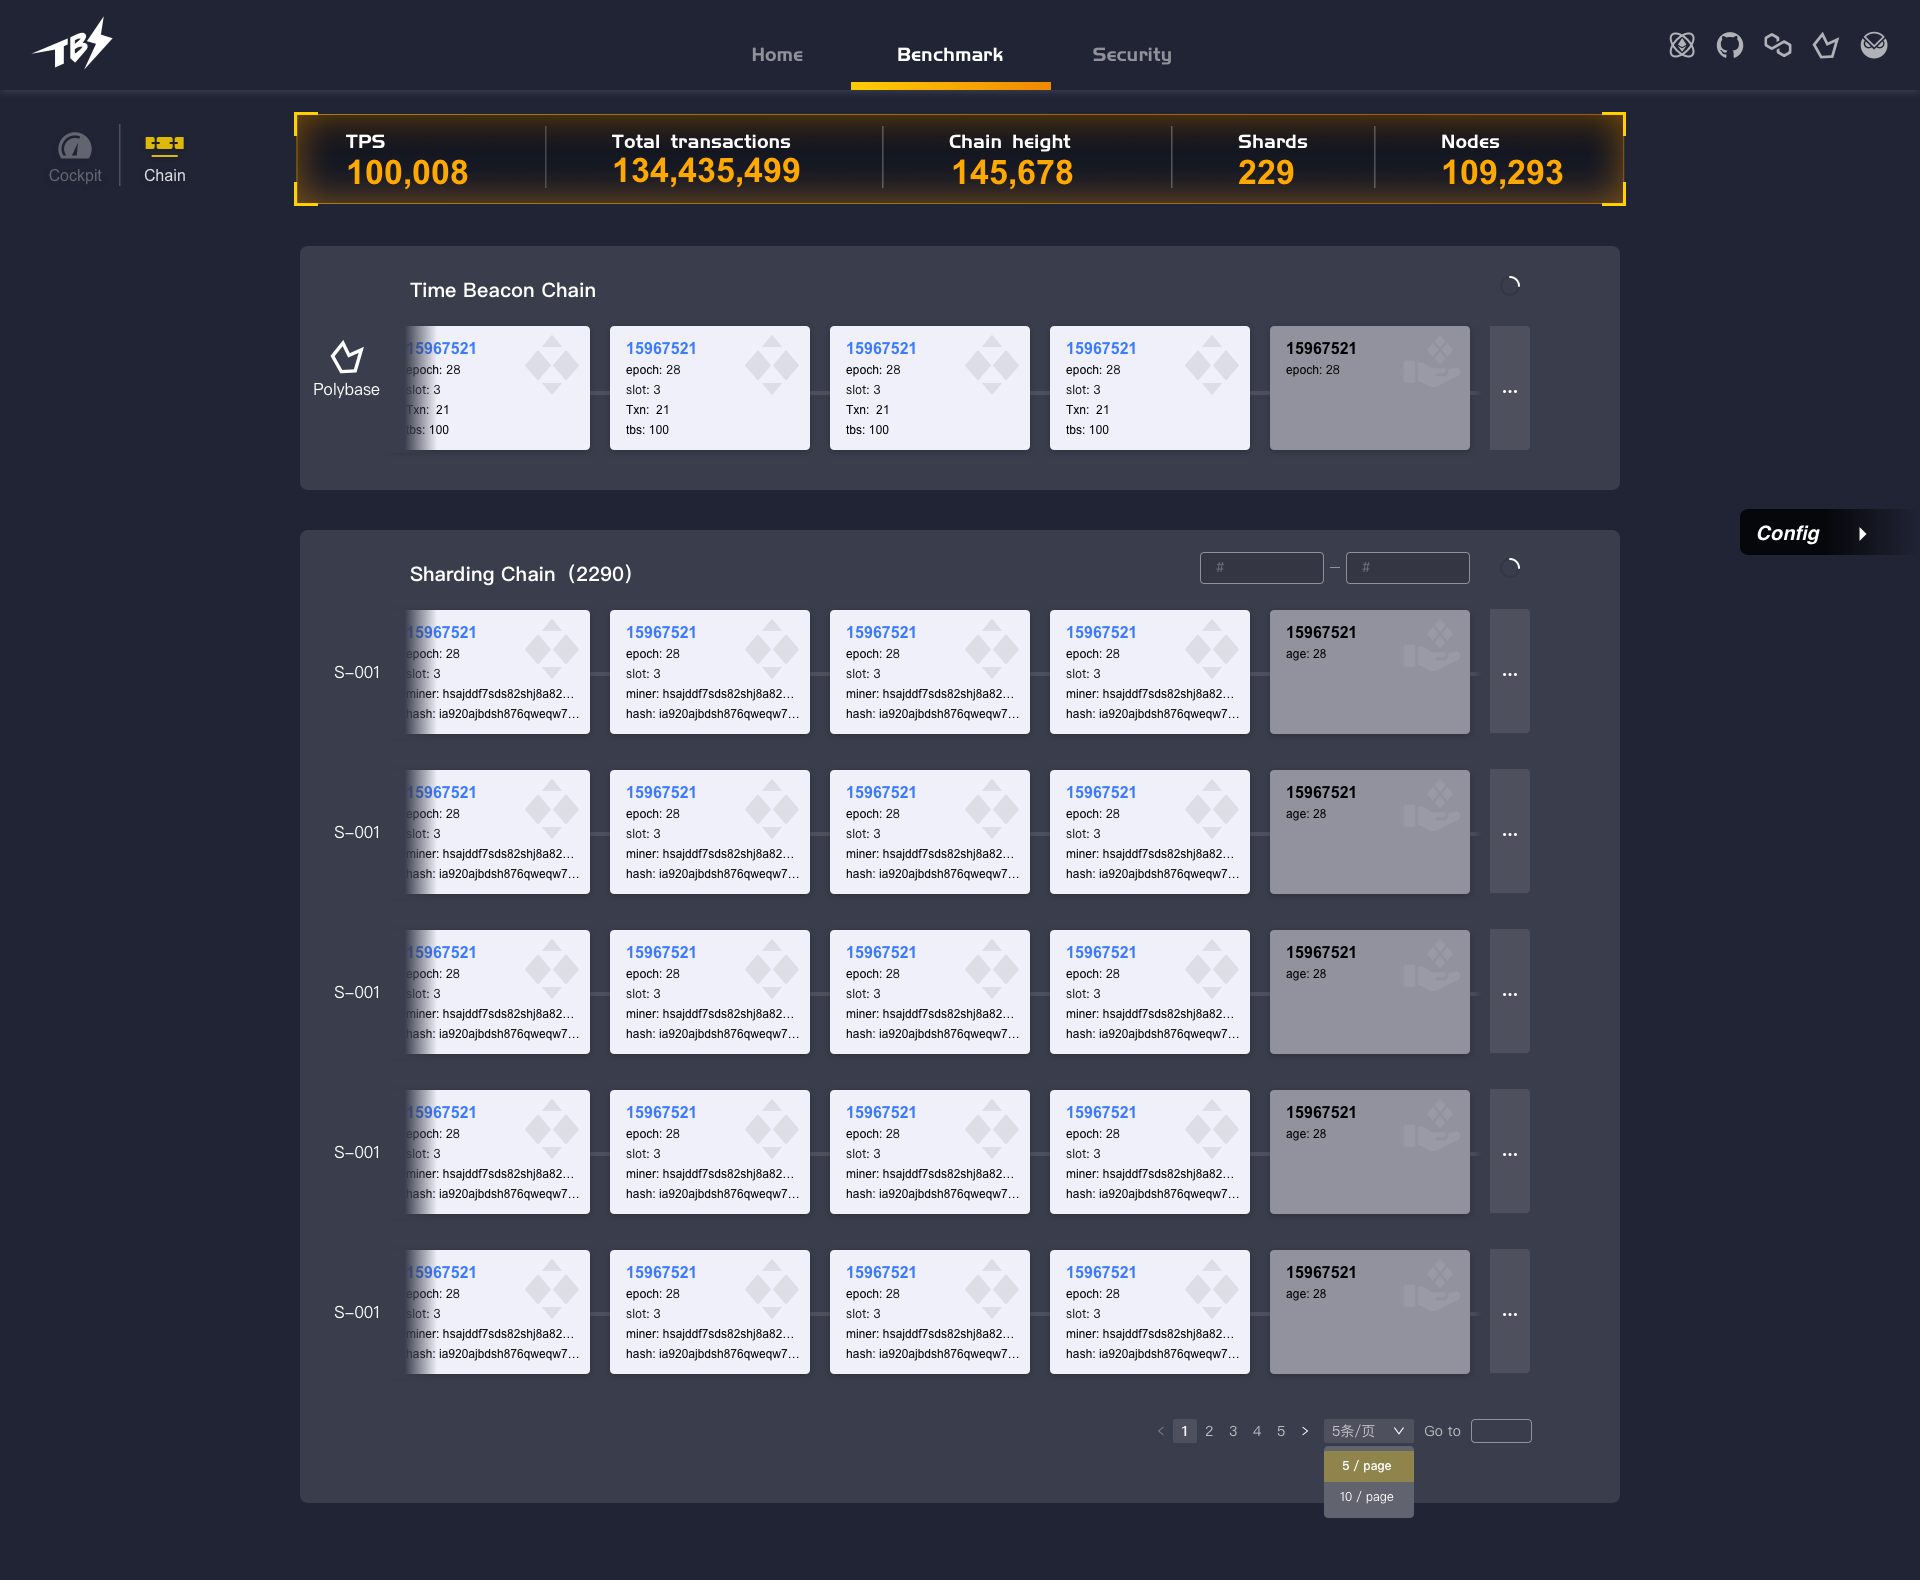 TBS
Home
Benchmark
Security
Cockpit
Chain
TPS
100,008
Total transactions
134,435,499
Chain height
145,678
Shards
229
Nodes
109,293
Time Beacon Chain
Polybase
15967521
epoch: 28
slot: 3
Txn: 21
tbs: 100
15967521
epoch: 28
slot: 3
Txn: 21
tbs: 100
15967521
epoch: 28
slot: 3
Txn: 21
tbs: 100
15967521
epoch: 28
slot: 3
Txn: 21
tbs: 100
15967521
epoch: 28
...
Config
Sharding Chain（2290）
#
–
#
S-001
15967521
epoch: 28
slot: 3
miner: hsajddf7sds82shj8a82...
hash: ia920ajbdsh876qweqw7...
15967521
epoch: 28
slot: 3
miner: hsajddf7sds82shj8a82...
hash: ia920ajbdsh876qweqw7...
15967521
epoch: 28
slot: 3
miner: hsajddf7sds82shj8a82...
hash: ia920ajbdsh876qweqw7...
15967521
epoch: 28
slot: 3
miner: hsajddf7sds82shj8a82...
hash: ia920ajbdsh876qweqw7...
15967521
age: 28
...
S-001
15967521
epoch: 28
slot: 3
miner: hsajddf7sds82shj8a82...
hash: ia920ajbdsh876qweqw7...
15967521
epoch: 28
slot: 3
miner: hsajddf7sds82shj8a82...
hash: ia920ajbdsh876qweqw7...
15967521
epoch: 28
slot: 3
miner: hsajddf7sds82shj8a82...
hash: ia920ajbdsh876qweqw7...
15967521
epoch: 28
slot: 3
miner: hsajddf7sds82shj8a82...
hash: ia920ajbdsh876qweqw7...
15967521
age: 28
...
S-001
15967521
epoch: 28
slot: 3
miner: hsajddf7sds82shj8a82...
hash: ia920ajbdsh876qweqw7...
15967521
epoch: 28
slot: 3
miner: hsajddf7sds82shj8a82...
hash: ia920ajbdsh876qweqw7...
15967521
epoch: 28
slot: 3
miner: hsajddf7sds82shj8a82...
hash: ia920ajbdsh876qweqw7...
15967521
epoch: 28
slot: 3
miner: hsajddf7sds82shj8a82...
hash: ia920ajbdsh876qweqw7...
15967521
age: 28
...
S-001
15967521
epoch: 28
slot: 3
miner: hsajddf7sds82shj8a82...
hash: ia920ajbdsh876qweqw7...
15967521
epoch: 28
slot: 3
miner: hsajddf7sds82shj8a82...
hash: ia920ajbdsh876qweqw7...
15967521
epoch: 28
slot: 3
miner: hsajddf7sds82shj8a82...
hash: ia920ajbdsh876qweqw7...
15967521
epoch: 28
slot: 3
miner: hsajddf7sds82shj8a82...
hash: ia920ajbdsh876qweqw7...
15967521
age: 28
...
S-001
15967521
epoch: 28
slot: 3
miner: hsajddf7sds82shj8a82...
hash: ia920ajbdsh876qweqw7...
15967521
epoch: 28
slot: 3
miner: hsajddf7sds82shj8a82...
hash: ia920ajbdsh876qweqw7...
15967521
epoch: 28
slot: 3
miner: hsajddf7sds82shj8a82...
hash: ia920ajbdsh876qweqw7...
15967521
epoch: 28
slot: 3
miner: hsajddf7sds82shj8a82...
hash: ia920ajbdsh876qweqw7...
15967521
age: 28
...
< 1 2 3 4 5 > 5条/页 Go to
5 / page
10 / page